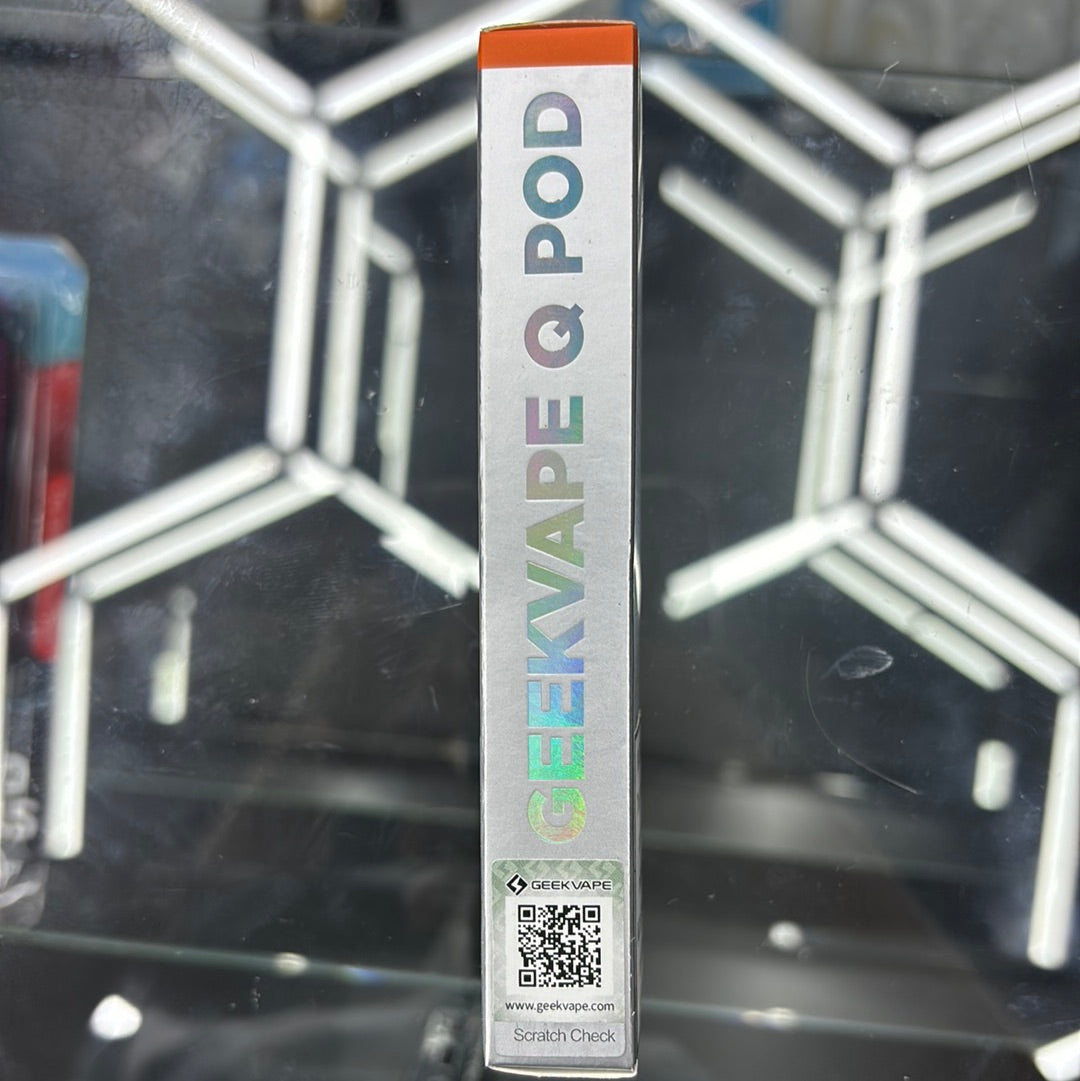 GEEKVAPE Q POD
GEEKVAPE
www.geekvape.com
Scratch Check